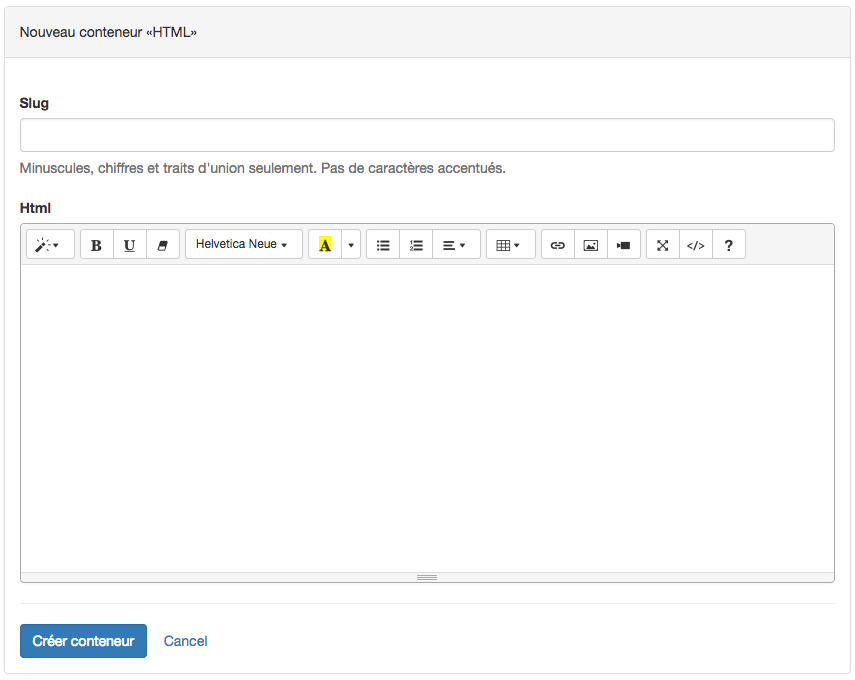 Nouveau conteneur «HTML»
Slug
Minuscules, chiffres et traits d'union seulement. Pas de caractères accentués.
Html
B U Helvetica Neue A </> ?
Créer conteneur Cancel